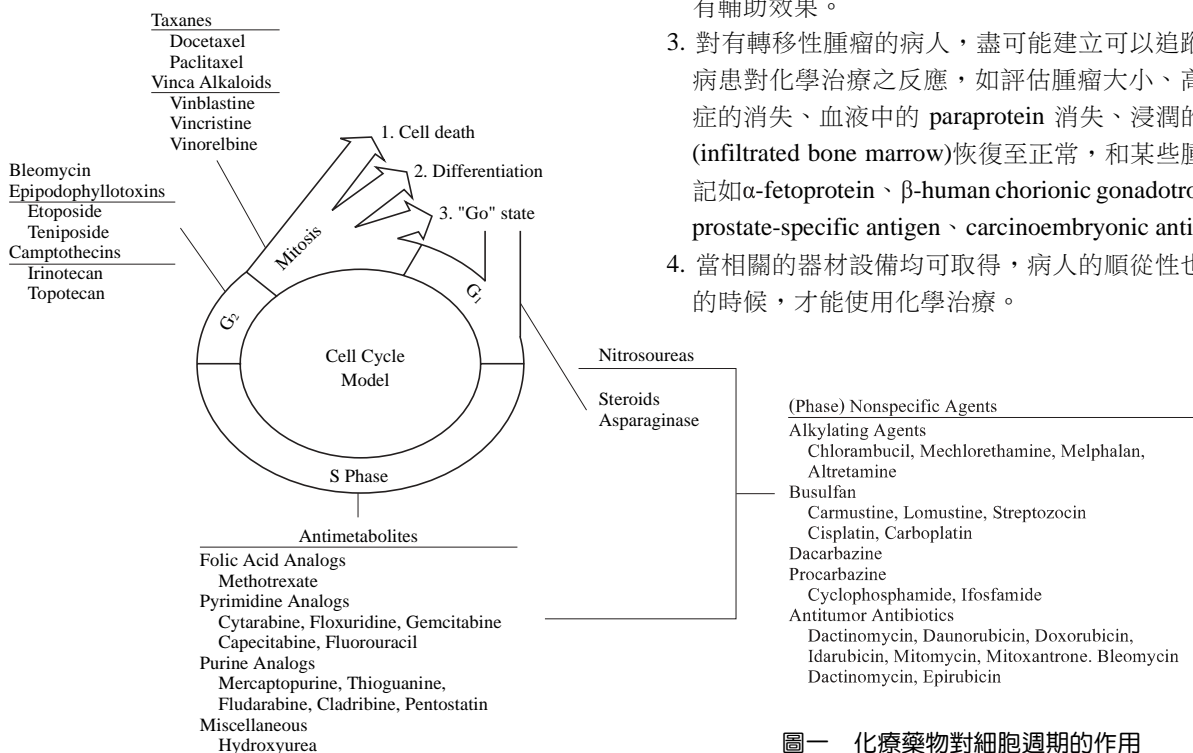 Taxanes
Docetaxel
Paclitaxel
Vinca Alkaloids
Vinblastine
Vincristine
Vinorelbine
Bleomycin
Epipodophyllotoxins
Etoposide
Teniposide
Camptothecins
Irinotecan
Topotecan
1. Cell death
2. Differentiation
3. "Go" state
Mitosis
G₂
G₁
Cell Cycle
Model
S Phase
Nitrosoureas
Steroids
Asparaginase
Antimetabolites
Folic Acid Analogs
Methotrexate
Pyrimidine Analogs
Cytarabine, Floxuridine, Gemcitabine
Capecitabine, Fluorouracil
Purine Analogs
Mercaptopurine, Thioguanine,
Fludarabine, Cladribine, Pentostatin
Miscellaneous
Hydroxyurea
有輔助效果。
3. 對有轉移性腫瘤的病人，盡可能建立可以追蹤
病患對化學治療之反應，如評估腫瘤大小、高
症的消失、血液中的 paraprotein 消失、浸潤的
(infiltrated bone marrow)恢復至正常，和某些腫
記如α-fetoprotein、β-human chorionic gonadotro
prostate-specific antigen、carcinoembryonic anti
4. 當相關的器材設備均可取得，病人的順從性也
的時候，才能使用化學治療。
(Phase) Nonspecific Agents
Alkylating Agents
Chlorambucil, Mechlorethamine, Melphalan,
Altretamine
Busulfan
Carmustine, Lomustine, Streptozocin
Cisplatin, Carboplatin
Dacarbazine
Procarbazine
Cyclophosphamide, Ifosfamide
Antitumor Antibiotics
Dactinomycin, Daunorubicin, Doxorubicin,
Idarubicin, Mitomycin, Mitoxantrone. Bleomycin
Dactinomycin, Epirubicin
圖一 化療藥物對細胞週期的作用